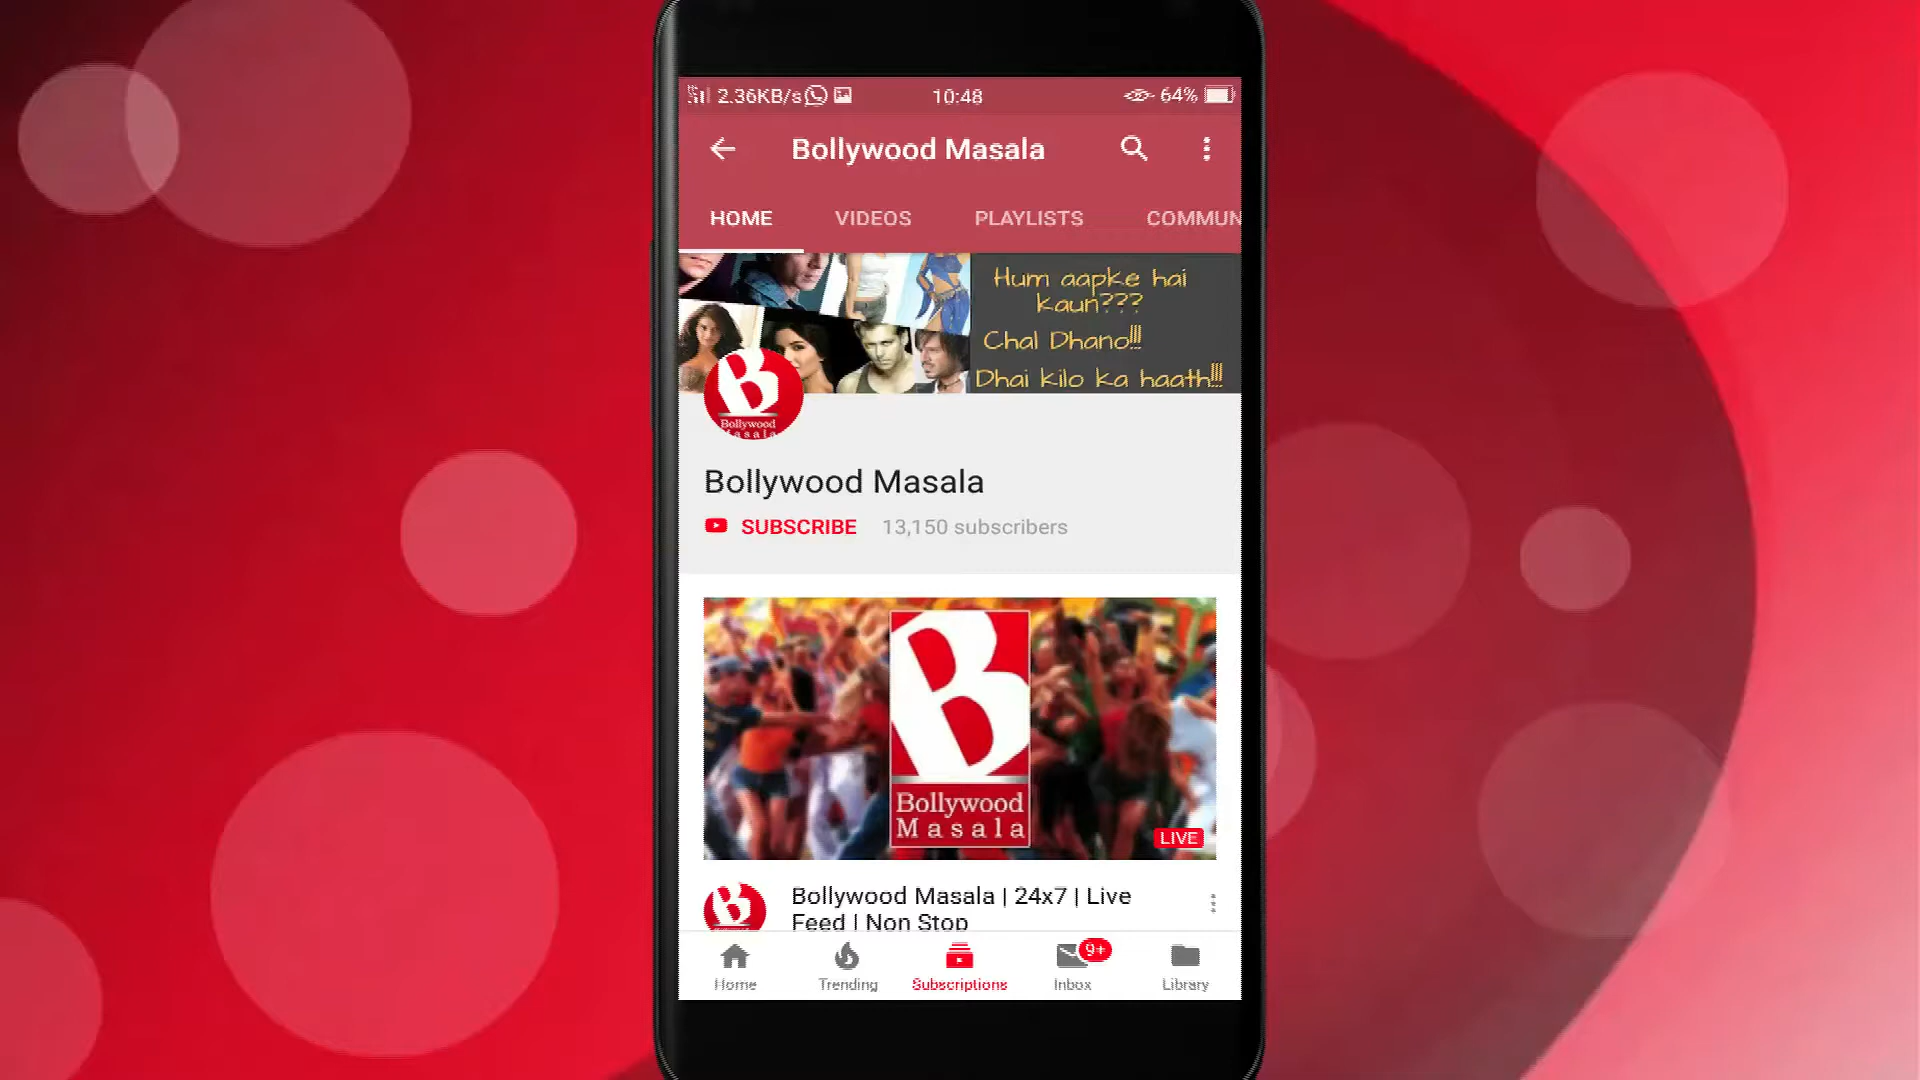 2.36KB/s 10:48 64%
Bollywood Masala
HOME VIDEOS PLAYLISTS COMMUN
Hum aapke hai
kaun???
Chal Dhano!!!
Dhai kilo ka haath!!!
B
Bollywood
Masala
Bollywood Masala
SUBSCRIBE 13,150 subscribers
B
Bollywood
Masala
LIVE
B
Bollywood Masala | 24x7 | Live
Feed | Non Stop
9+
Home Trending Subscriptions Inbox Library